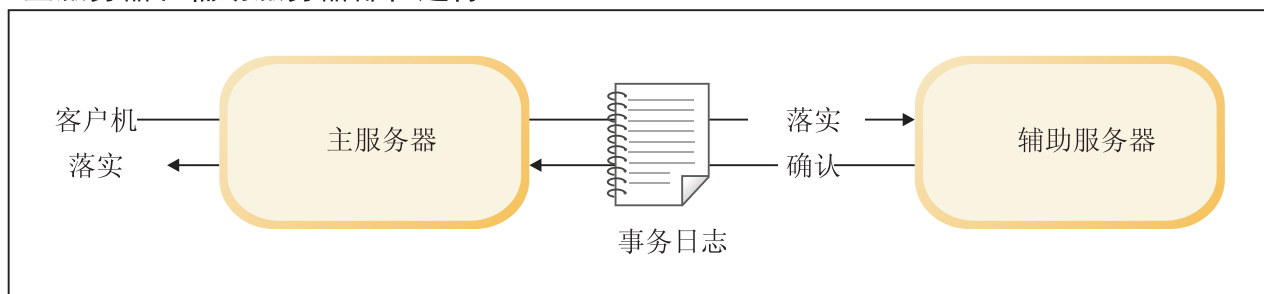 客户机
落实
主服务器
事务日志
落实
确认
辅助服务器